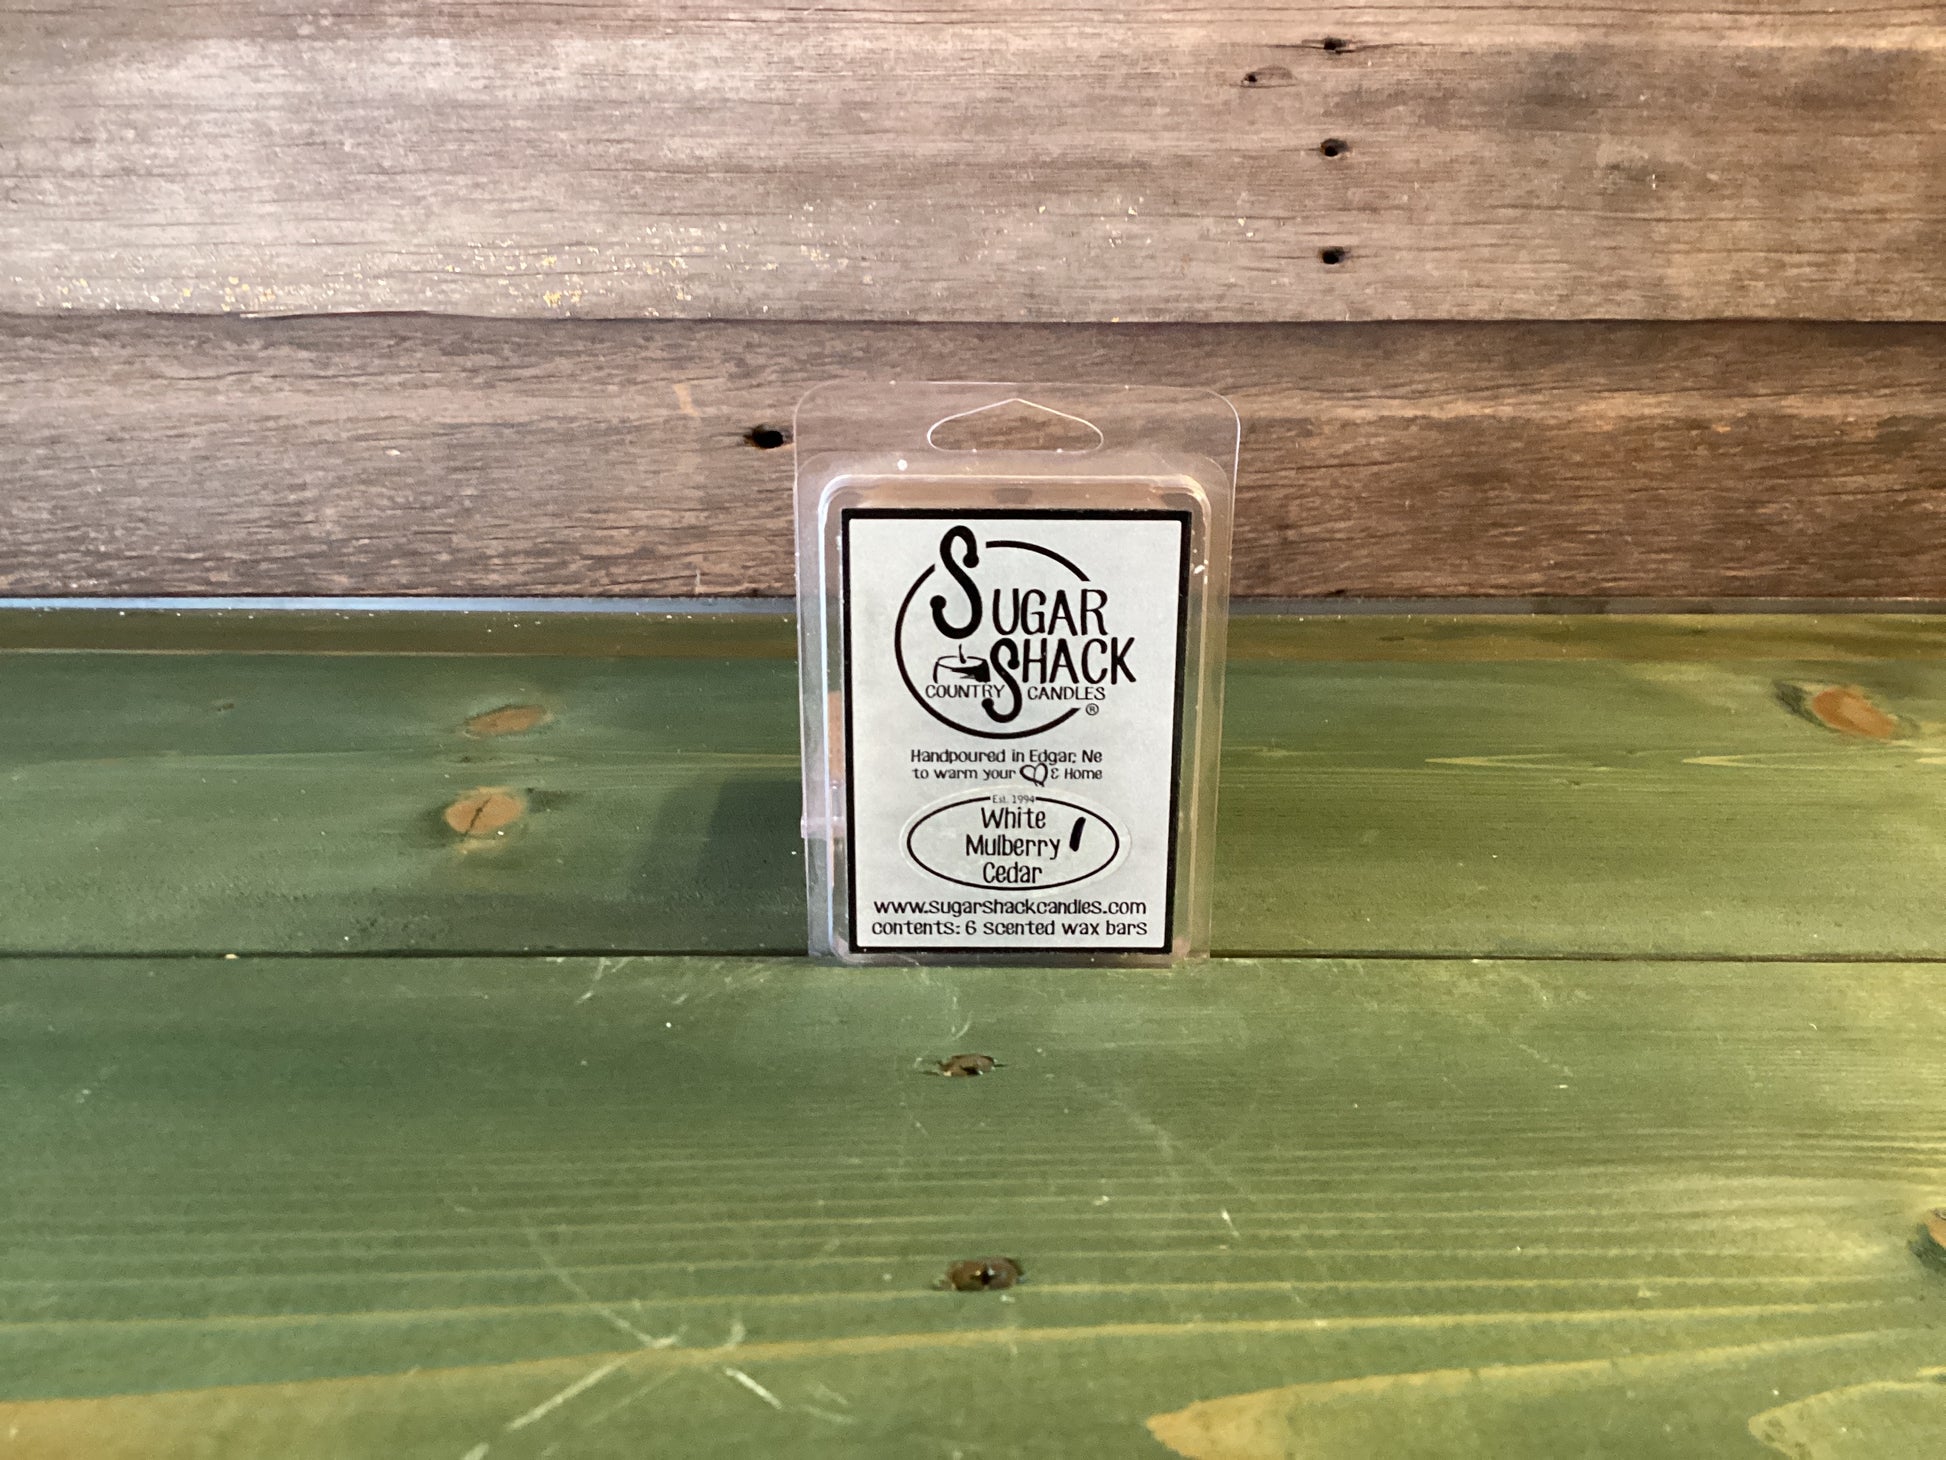 SUGAR
SHACK
COUNTRY CANDLES
®
Handpoured in Edgar, Ne
to warm your & Home
Est. 1994
White
Mulberry
Cedar
www.sugarshackcandles.com
contents: 6 scented wax bars